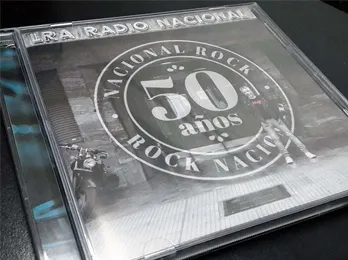 LRA RADIO NACIONAL
NACIONAL ROCK
50
años
ROCK NACIO